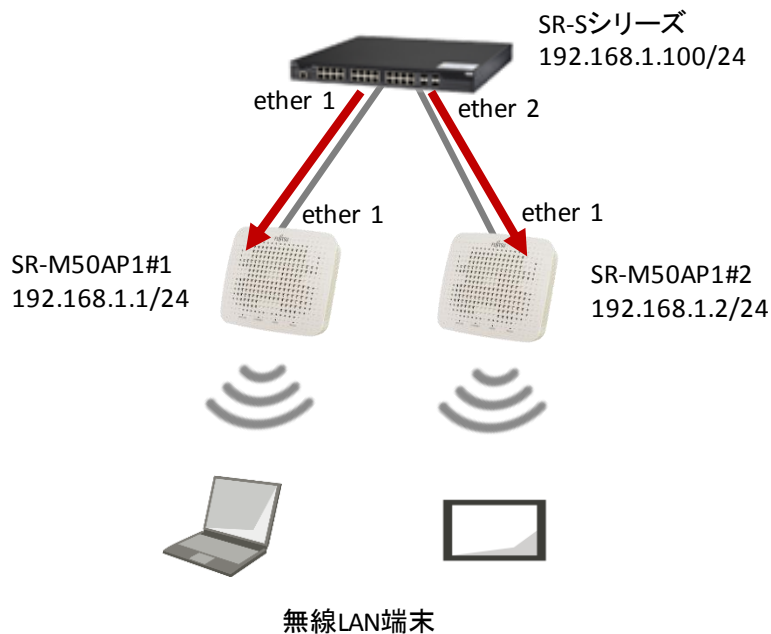 SR-Sシリーズ
192.168.1.100/24
ether 1
ether 2
ether 1
ether 1
FUJITSU
FUJITSU
SR-M50AP1#1
192.168.1.1/24
SR-M50AP1#2
192.168.1.2/24
無線LAN端末